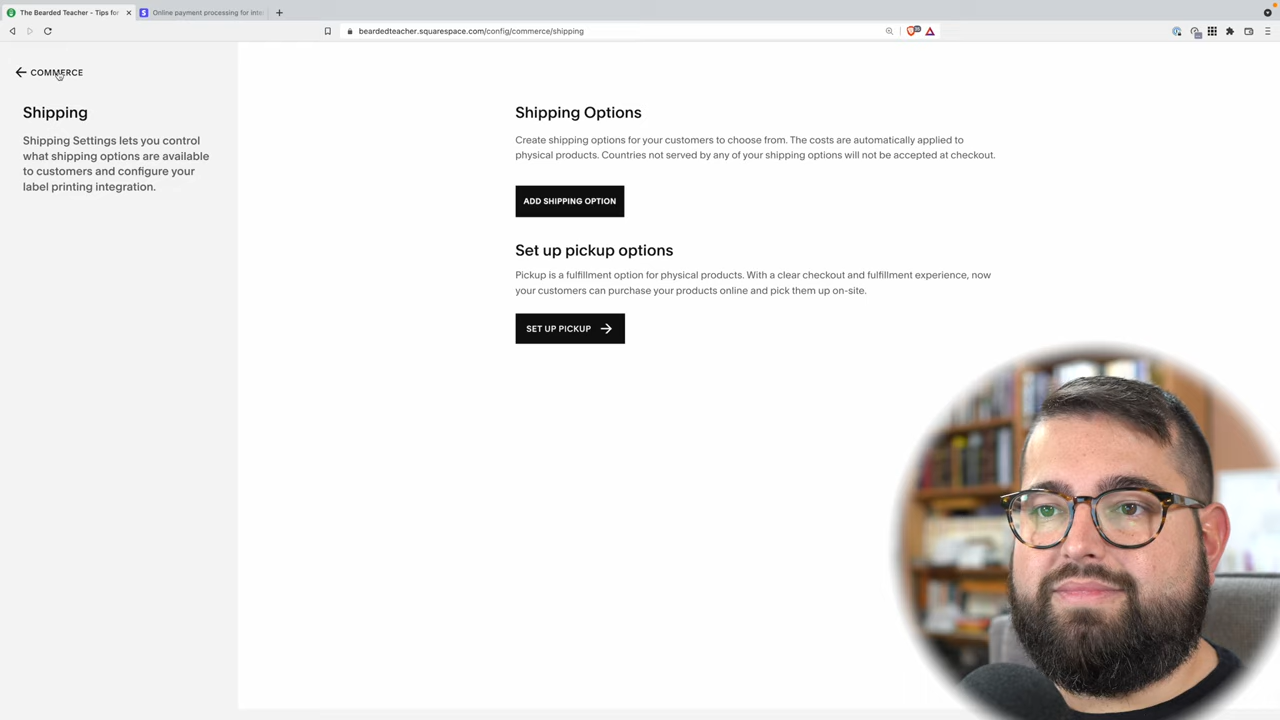 The Bearded Teacher – Tips for
Online payment processing for inte
beardedteacher.squarespace.com/config/commerce/shipping
COMMERCE
Shipping
Shipping Settings lets you control
what shipping options are available
to customers and configure your
label printing integration.
Shipping Options
Create shipping options for your customers to choose from. The costs are automatically applied to
physical products. Countries not served by any of your shipping options will not be accepted at checkout.
ADD SHIPPING OPTION
Set up pickup options
Pickup is a fulfillment option for physical products. With a clear checkout and fulfillment experience, now
your customers can purchase your products online and pick them up on-site.
SET UP PICKUP